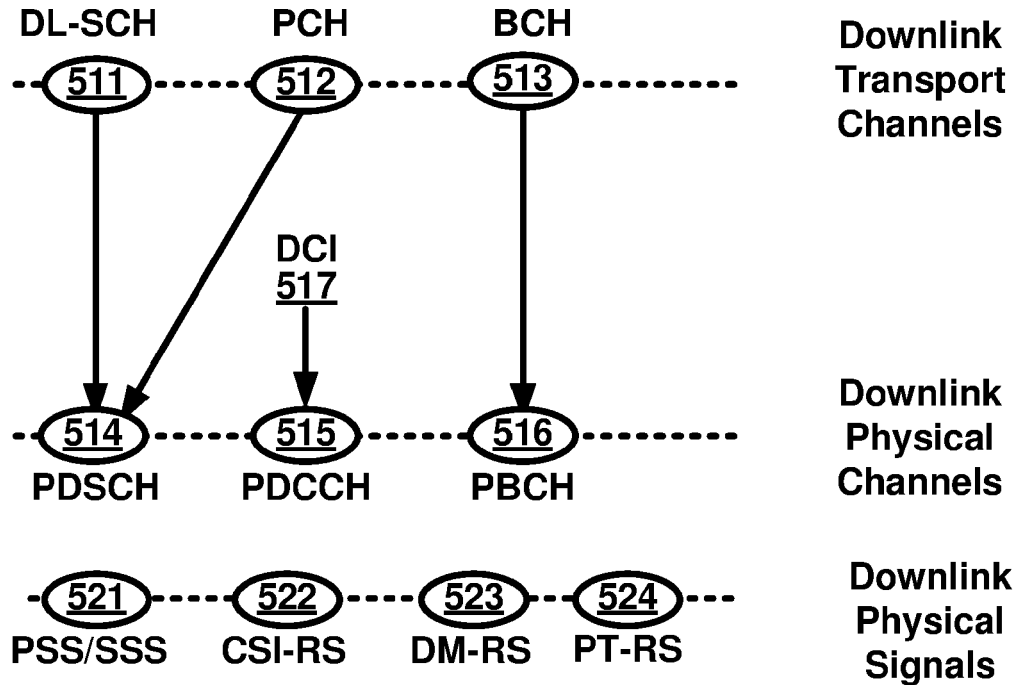 DL-SCH PCH BCH
511 512 513
Downlink
Transport
Channels
DCI
517
514 515 516
PDSCH PDCCH PBCH
Downlink
Physical
Channels
521 522 523 524
PSS/SSS CSI-RS DM-RS PT-RS
Downlink
Physical
Signals